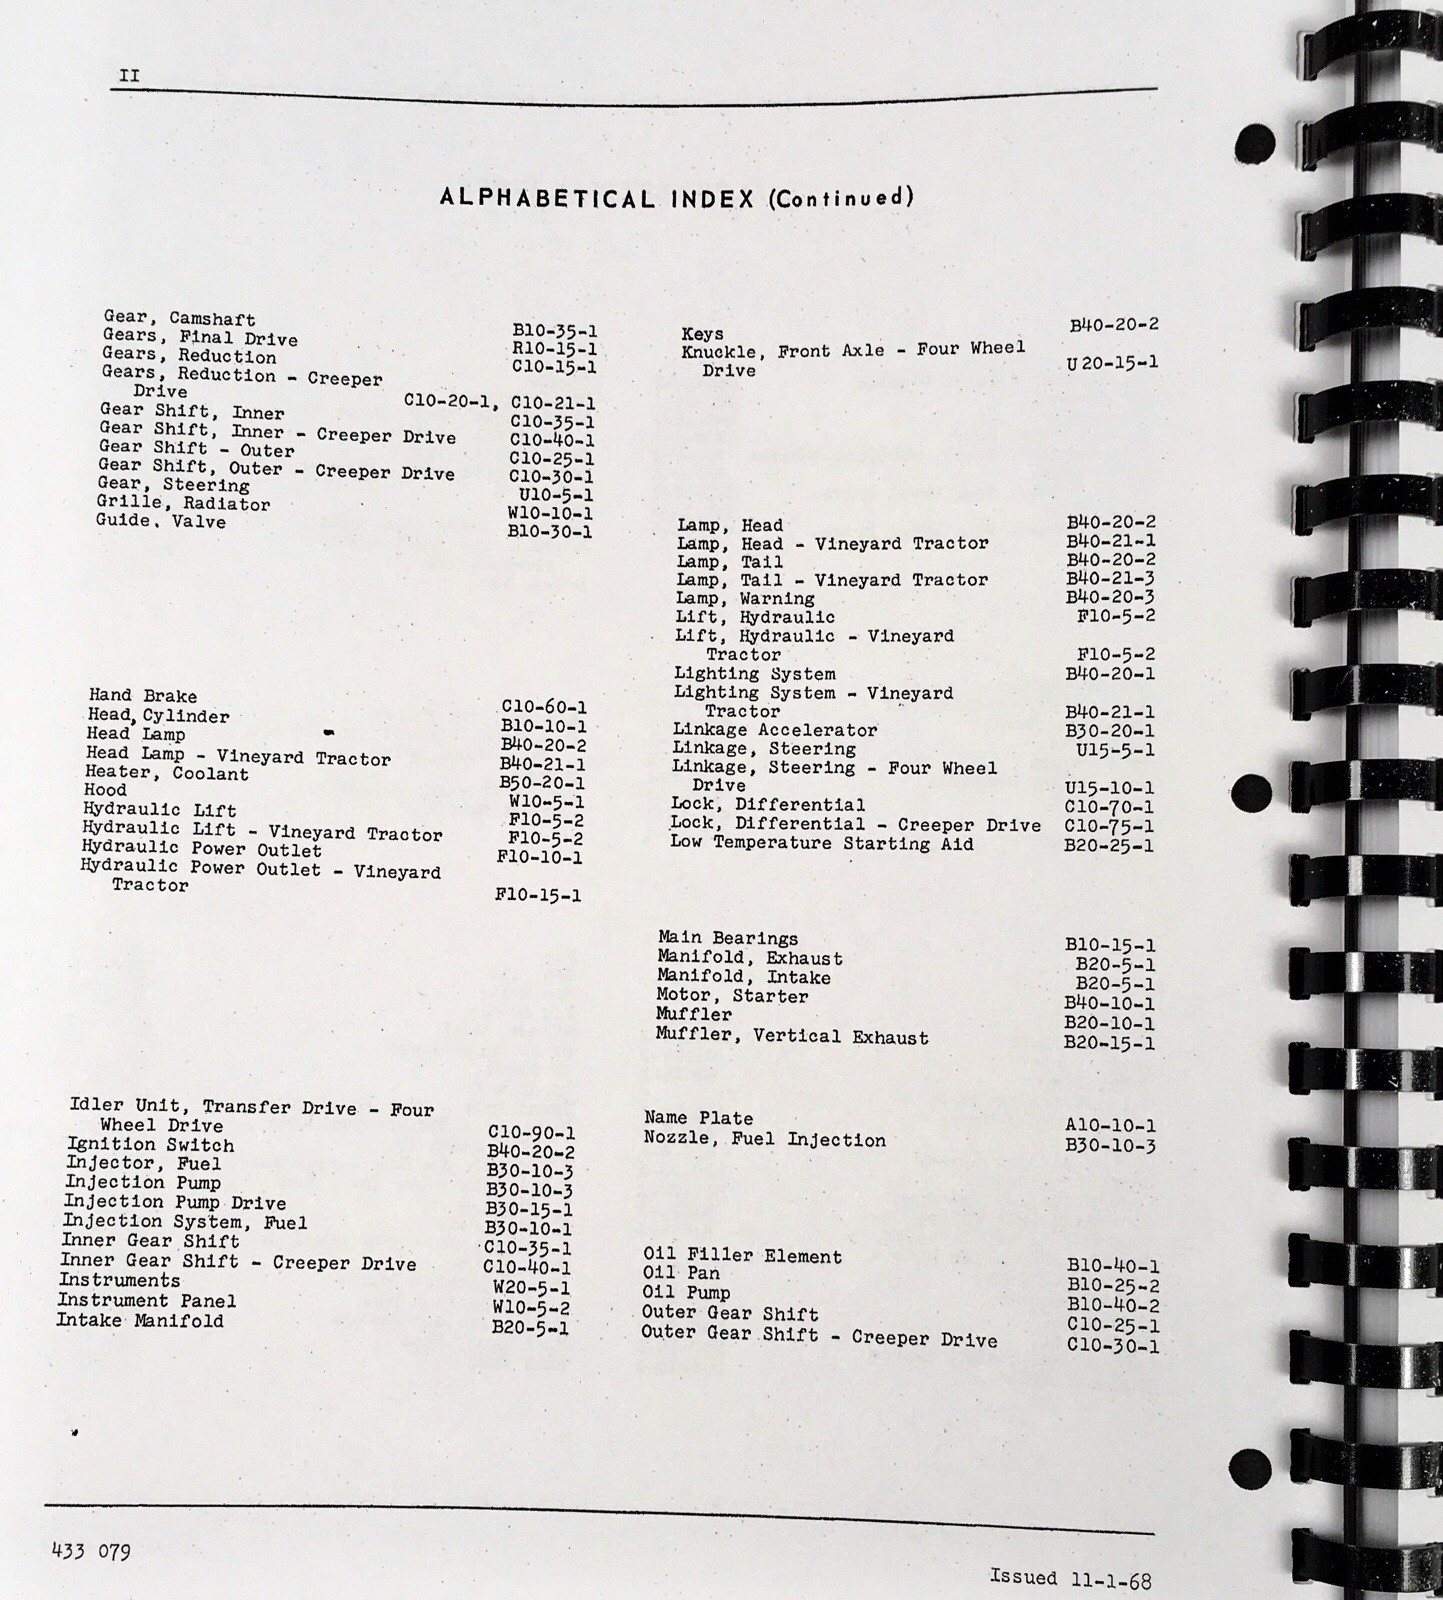 II
ALPHABETICAL INDEX (Continued)
Gear, Camshaft B10-35-1
Gears, Final Drive R10-15-1
Gears, Reduction C10-15-1
Gears, Reduction - Creeper
Drive C10-20-1, C10-21-1
Gear Shift, Inner C10-35-1
Gear Shift, Inner - Creeper Drive C10-40-1
Gear Shift - Outer C10-25-1
Gear Shift, Outer - Creeper Drive C10-30-1
Gear, Steering U10-5-1
Grille, Radiator W10-10-1
Guide, Valve B10-30-1
Hand Brake C10-60-1
Head, Cylinder B10-10-1
Head Lamp B40-20-2
Head Lamp - Vineyard Tractor B40-21-1
Heater, Coolant B50-20-1
Hood W10-5-1
Hydraulic Lift F10-5-2
Hydraulic Lift - Vineyard Tractor F10-5-2
Hydraulic Power Outlet F10-10-1
Hydraulic Power Outlet - Vineyard
Tractor F10-15-1
Idler Unit, Transfer Drive - Four
Wheel Drive C10-90-1
Ignition Switch B40-20-2
Injector, Fuel B30-10-3
Injection Pump B30-10-3
Injection Pump Drive B30-15-1
Injection System, Fuel B30-10-1
Inner Gear Shift C10-35-1
Inner Gear Shift - Creeper Drive C10-40-1
Instruments W20-5-1
Instrument Panel W10-5-2
Intake Manifold B20-5-1
Keys B40-20-2
Knuckle, Front Axle - Four Wheel
Drive U20-15-1
Lamp, Head B40-20-2
Lamp, Head - Vineyard Tractor B40-21-1
Lamp, Tail B40-20-2
Lamp, Tail - Vineyard Tractor B40-21-3
Lamp, Warning B40-20-3
Lift, Hydraulic F10-5-2
Lift, Hydraulic - Vineyard
Tractor F10-5-2
Lighting System B40-20-1
Lighting System - Vineyard
Tractor B40-21-1
Linkage Accelerator B30-20-1
Linkage, Steering U15-5-1
Linkage, Steering - Four Wheel
Drive U15-10-1
Lock, Differential C10-70-1
Lock, Differential - Creeper Drive C10-75-1
Low Temperature Starting Aid B20-25-1
Main Bearings B10-15-1
Manifold, Exhaust B20-5-1
Manifold, Intake B20-5-1
Motor, Starter B40-10-1
Muffler B20-10-1
Muffler, Vertical Exhaust B20-15-1
Name Plate A10-10-1
Nozzle, Fuel Injection B30-10-3
Oil Filler Element B10-40-1
Oil Pan B10-25-2
Oil Pump B10-40-2
Outer Gear Shift C10-25-1
Outer Gear Shift - Creeper Drive C10-30-1
433 079
Issued 11-1-68